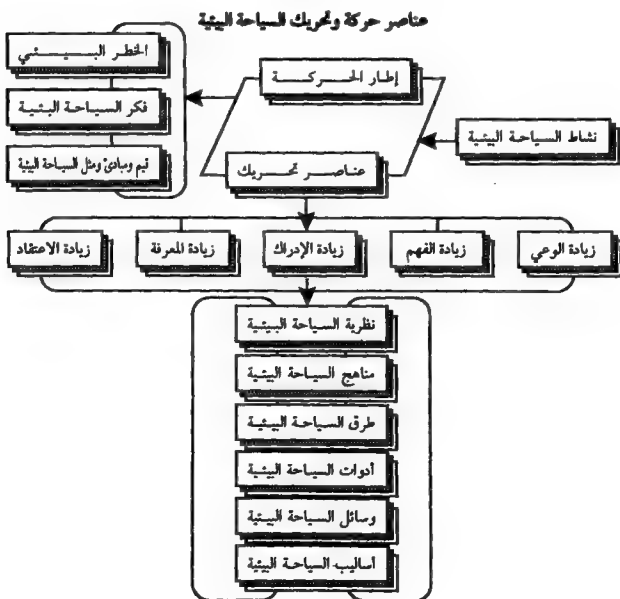 عناصر حركة وتحريك السياحة البيئية
إطار الحركة
نشاط السياحة البيئية
عناصر تحريك
الخطر البيئي
فكر السياحة البيئية
قيم ومبادئ ومثل السياحة البيئية
زيادة الوعي
زيادة الفهم
زيادة الإدراك
زيادة المعرفة
زيادة الاعتقاد
نظرية السياحة البيئية
مناهج السياحة البيئية
طرق السياحة البيئية
أدوات السياحة البيئية
وسائل السياحة البيئية
أساليب السياحة البيئية